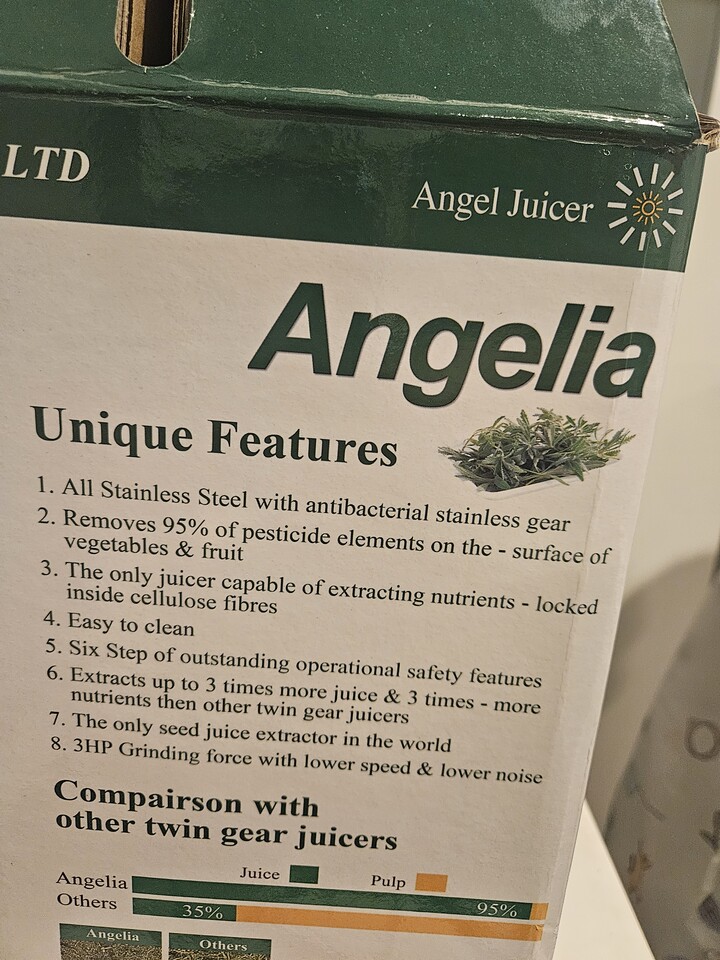 LTD
Angel Juicer
Angelia
Unique Features
1. All Stainless Steel with antibacterial stainless gear
2. Removes 95% of pesticide elements on the - surface of
vegetables & fruit
3. The only juicer capable of extracting nutrients - locked
inside cellulose fibres
4. Easy to clean
5. Six Step of outstanding operational safety features
6. Extracts up to 3 times more juice & 3 times - more
nutrients then other twin gear juicers
7. The only seed juice extractor in the world
8. 3HP Grinding force with lower speed & lower noise
Compairson with
other twin gear juicers
Juice Pulp
Angelia 95%
Others 35%
Angelia Others